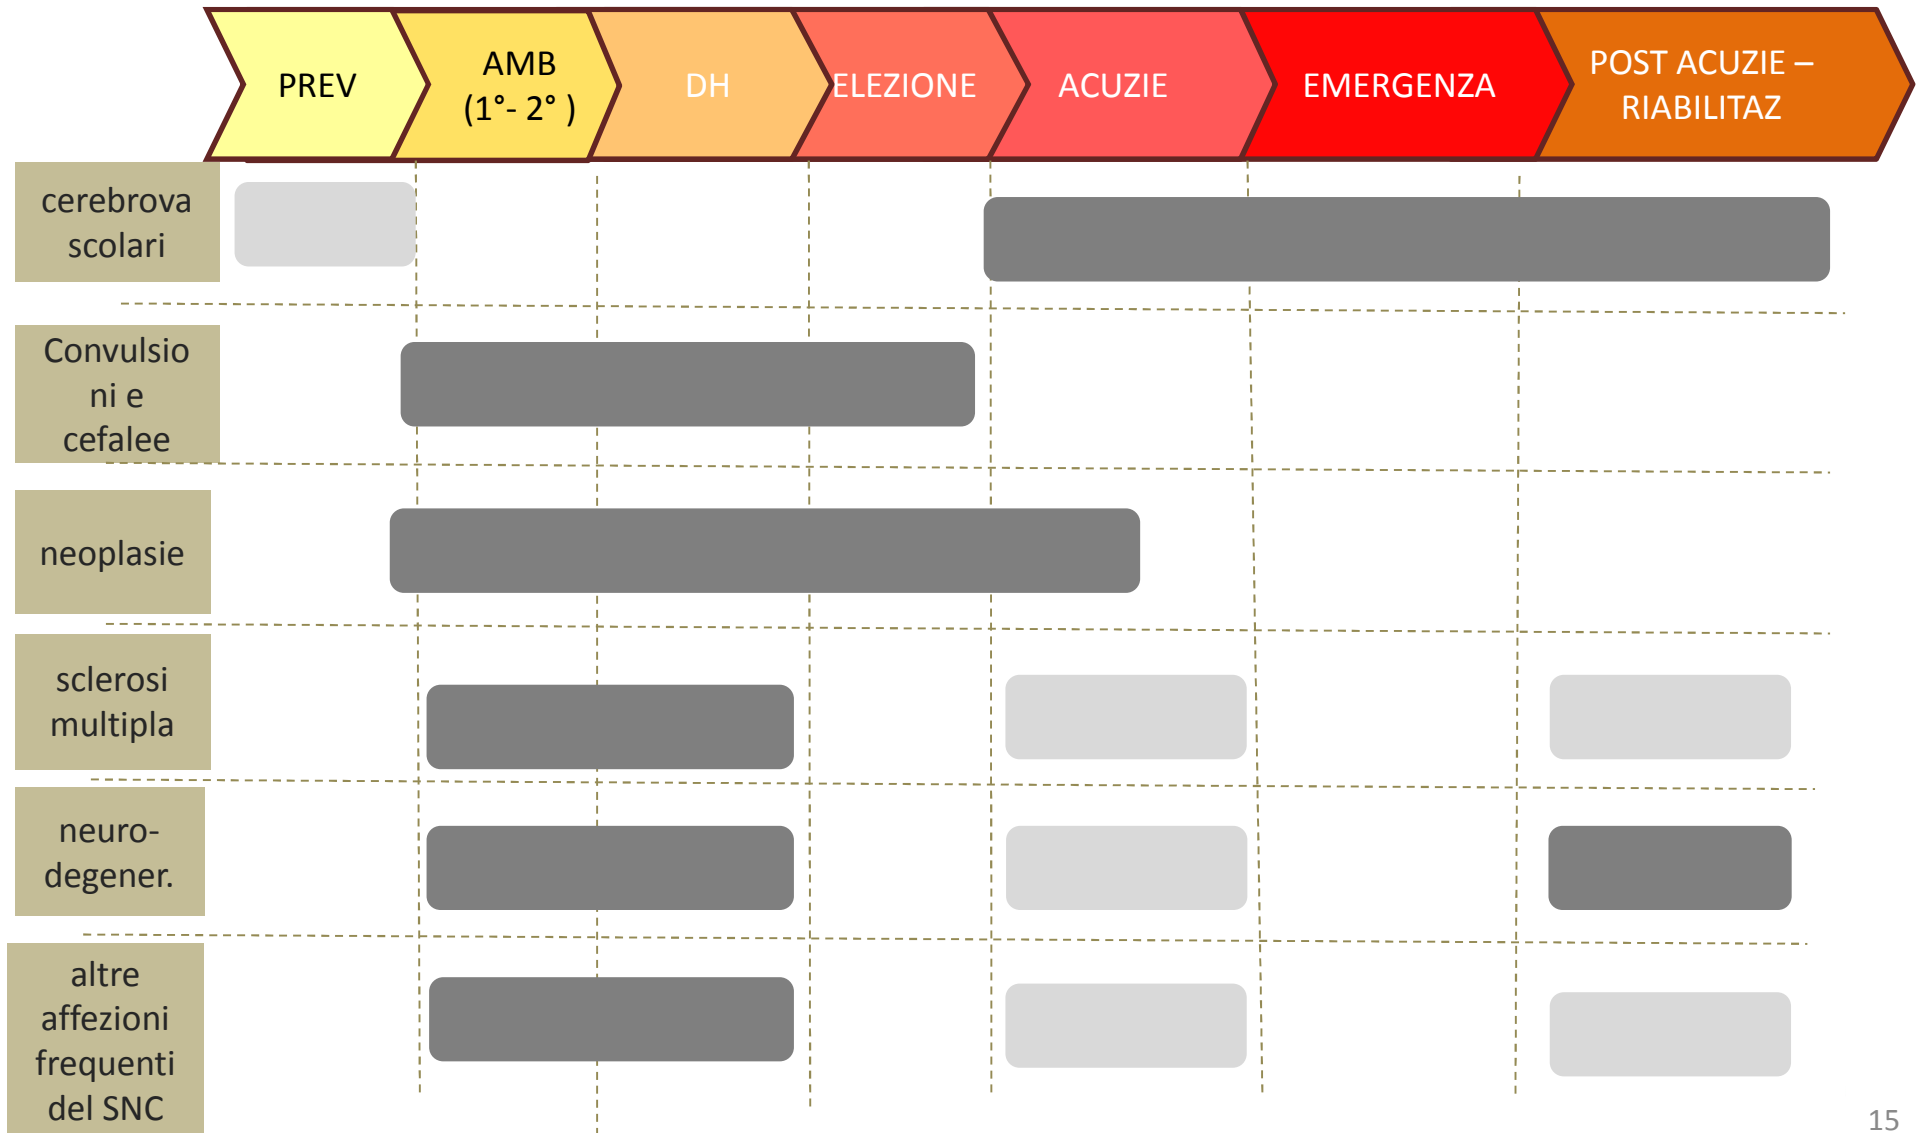 PREV
AMB
(1°- 2° )
DH
ELEZIONE
ACUZIE
EMERGENZA
POST ACUZIE –
RIABILITAZ
cerebrova
scolari
Convulsio
ni e
cefalee
neoplasie
sclerosi
multipla
neuro-
degener.
altre
affezioni
frequenti
del SNC
15